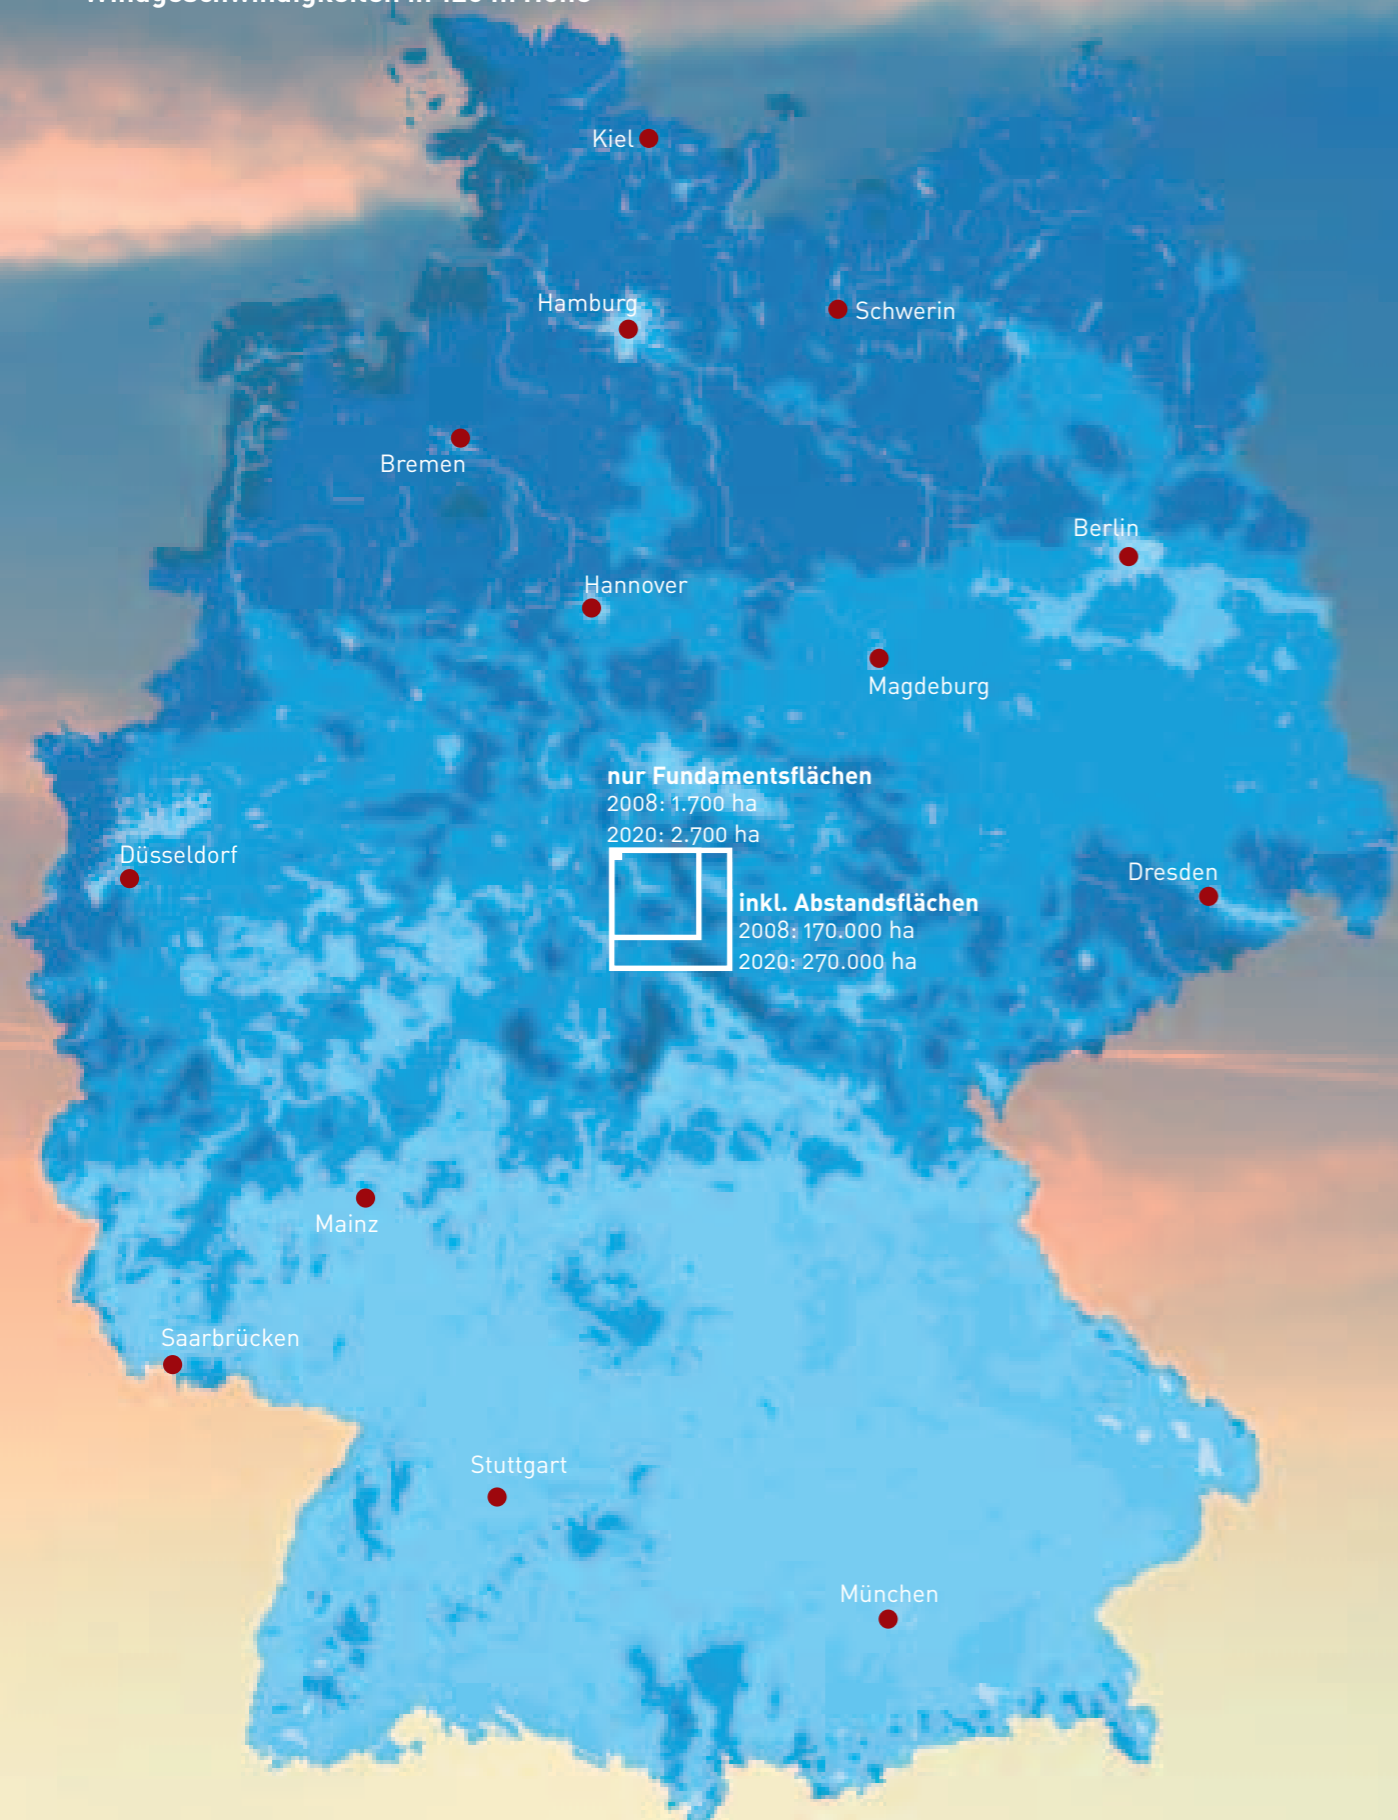 Kiel
Hamburg
Schwerin
Bremen
Berlin
Hannover
Magdeburg
nur Fundamentsflächen
2008: 1.700 ha
2020: 2.700 ha
Düsseldorf
Dresden
inkl. Abstandsflächen
2008: 170.000 ha
2020: 270.000 ha
Mainz
Saarbrücken
Stuttgart
München